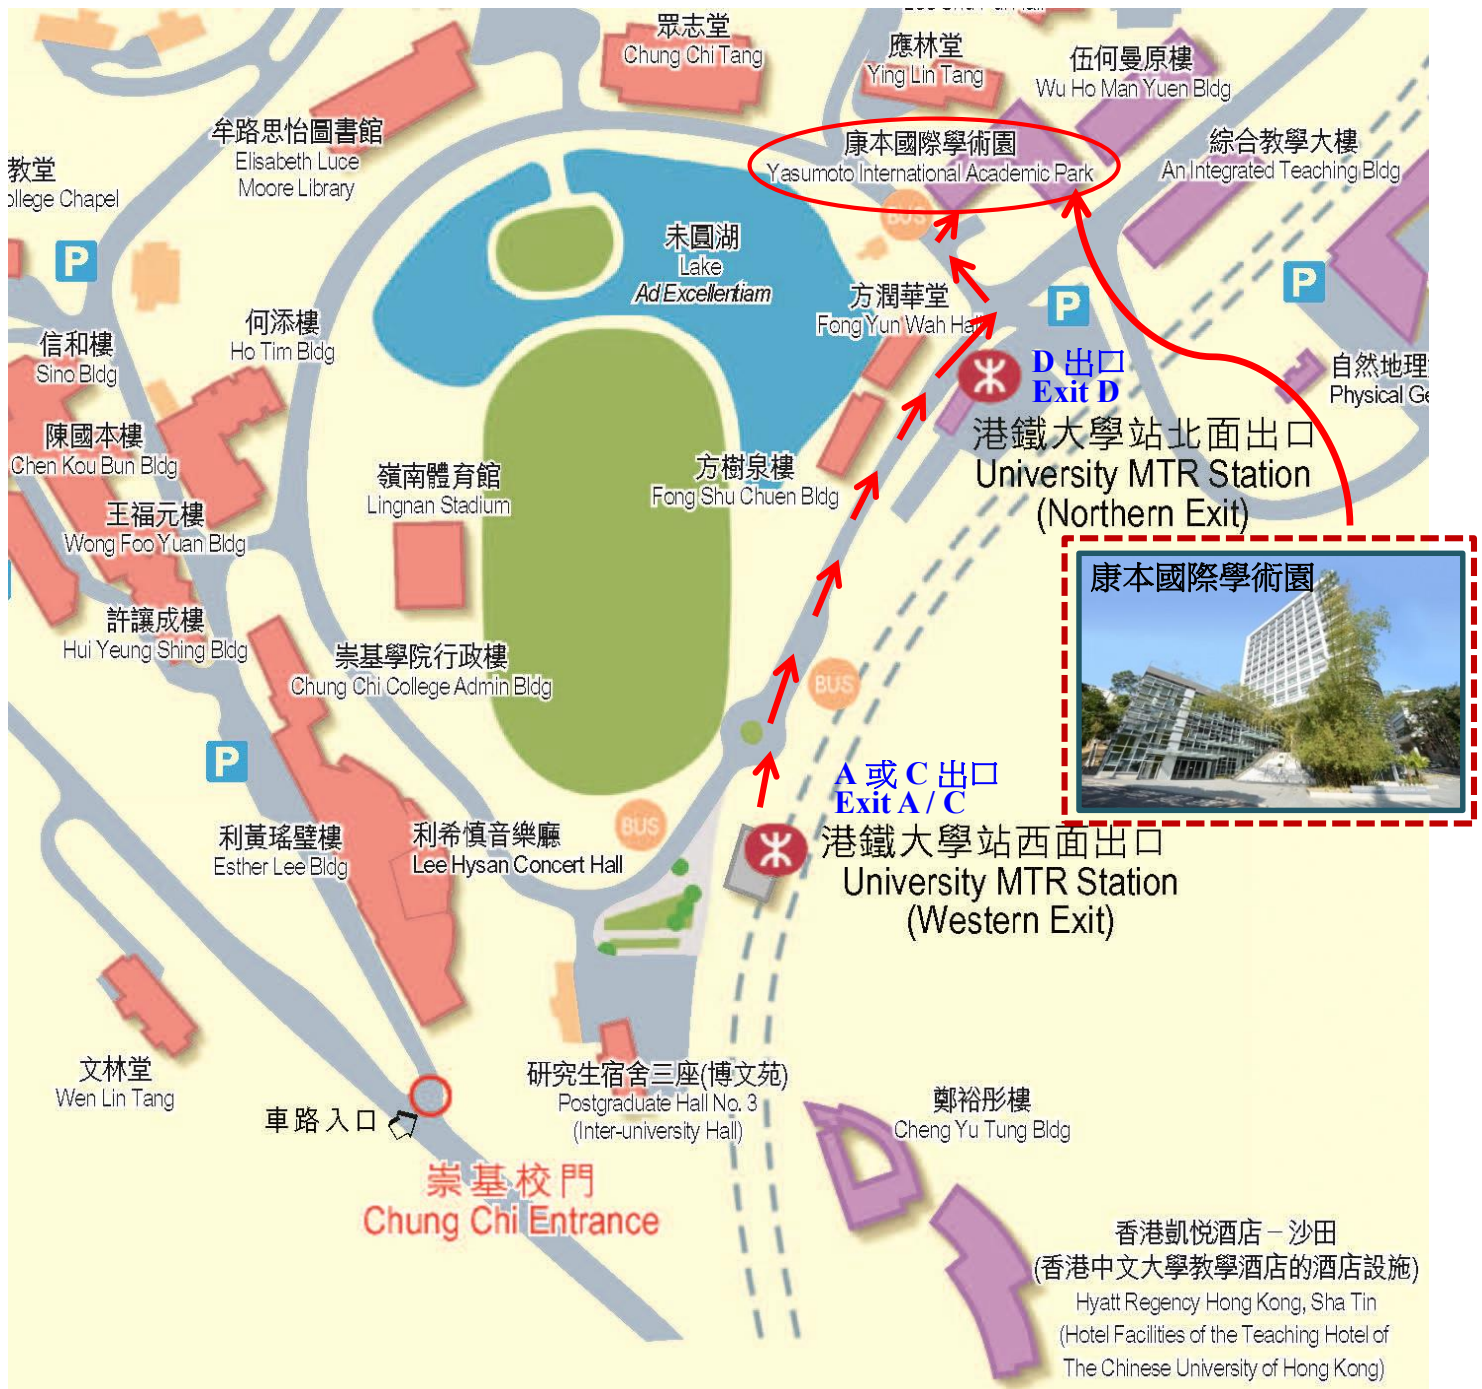 眾志堂
Chung Chi Tang
應林堂
Ying Lin Tang
伍何曼原樓
Wu Ho Man Yuen Bldg
牟路思怡圖書館
Elisabeth Luce
Moore Library
康本國際學術園
Yasumoto International Academic Park
綜合教學大樓
An Integrated Teaching Bldg
教堂
ollege Chapel
P
BUS
未圓湖
Lake
Ad Excellentiam
P
P
方潤華堂
Fong Yun Wah Hall
何添樓
Ho Tim Bldg
信和樓
Sino Bldg
D 出口
Exit D
自然地理
Physical Ge
港鐵大學站北面出口
University MTR Station
(Northern Exit)
陳國本樓
Chen Kou Bun Bldg
嶺南體育館
Lingnan Stadium
方樹泉樓
Fong Shu Chuen Bldg
王福元樓
Wong Foo Yuan Bldg
康本國際學術園
許讓成樓
Hui Yeung Shing Bldg
崇基學院行政樓
Chung Chi College Admin Bldg
BUS
P
A 或 C 出口
Exit A / C
利黃瑤璧樓
Esther Lee Bldg
利希慎音樂廳
Lee Hysan Concert Hall
BUS
港鐵大學站西面出口
University MTR Station
(Western Exit)
文林堂
Wen Lin Tang
研究生宿舍三座(博文苑)
Postgraduate Hall No. 3
(Inter-university Hall)
車路入口
鄭裕彤樓
Cheng Yu Tung Bldg
崇基校門
Chung Chi Entrance
香港凱悅酒店－沙田
(香港中文大學教學酒店的酒店設施)
Hyatt Regency Hong Kong, Sha Tin
(Hotel Facilities of the Teaching Hotel of
The Chinese University of Hong Kong)